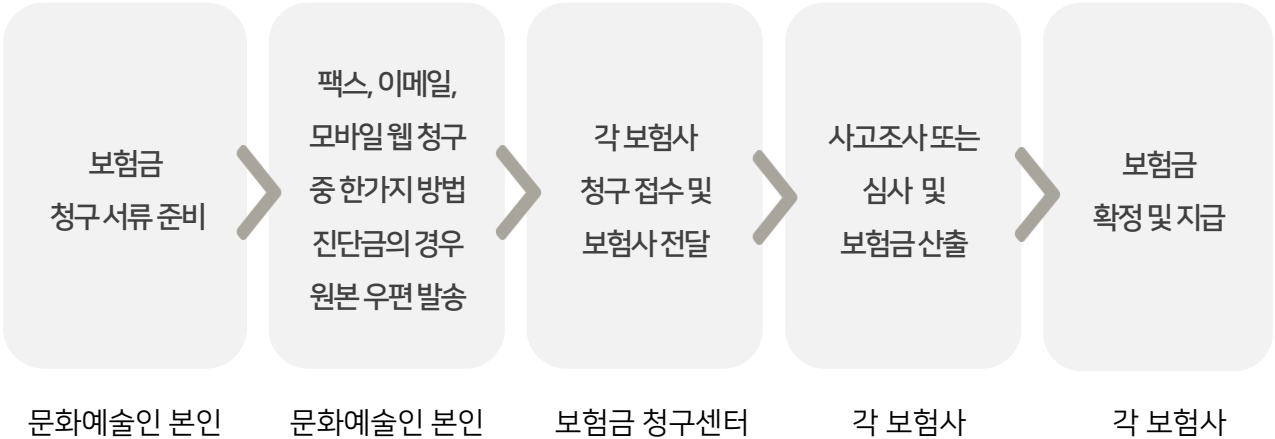 보험금
청구 서류 준비
팩스, 이메일,
모바일 웹 청구
중 한가지 방법
진단금의 경우
원본 우편 발송
각 보험사
청구 접수 및
보험사 전달
사고조사 또는
심사 및
보험금 산출
보험금
확정 및 지급
문화예술인 본인
문화예술인 본인
보험금 청구센터
각 보험사
각 보험사